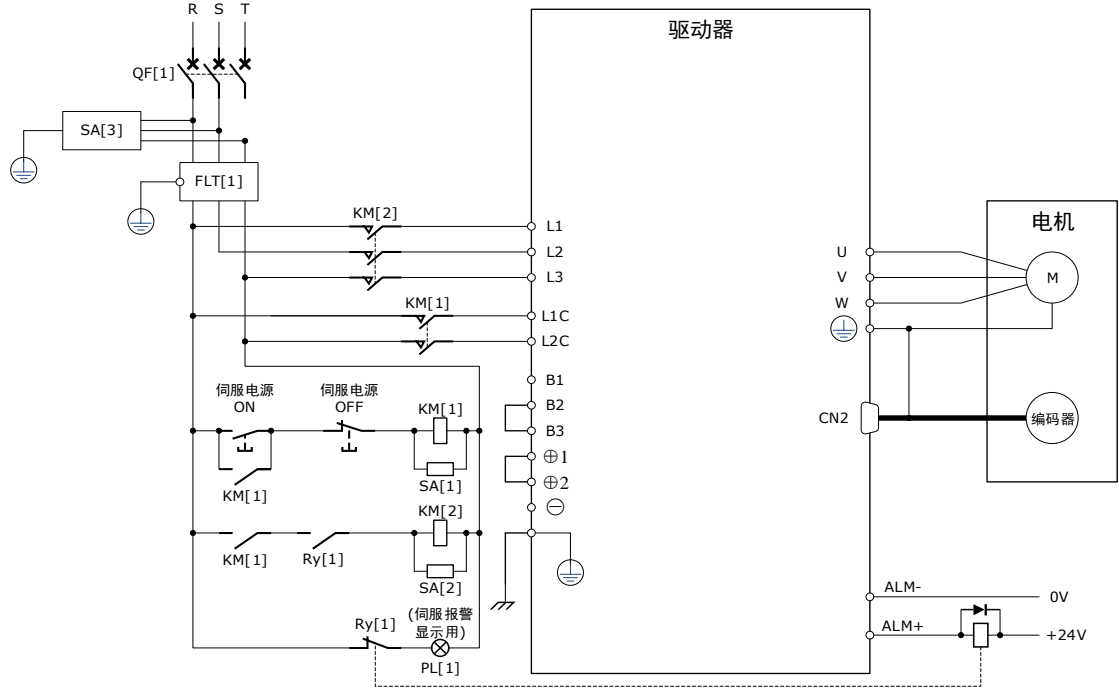 R S T
驱动器
QF[1]
SA[3]
FLT[1]
KM[2]
L1
L2
L3
KM[1]
L1C
L2C
B1
B2
B3
⊕1
⊕2
⊖
伺服电源
ON
伺服电源
OFF
KM[1]
SA[1]
KM[1]
KM[2]
KM[1]
Ry[1]
SA[2]
Ry[1]
(伺服报警
显示用)
PL[1]
U
V
W
CN2
电机
M
编码器
ALM-
0V
ALM+
+24V